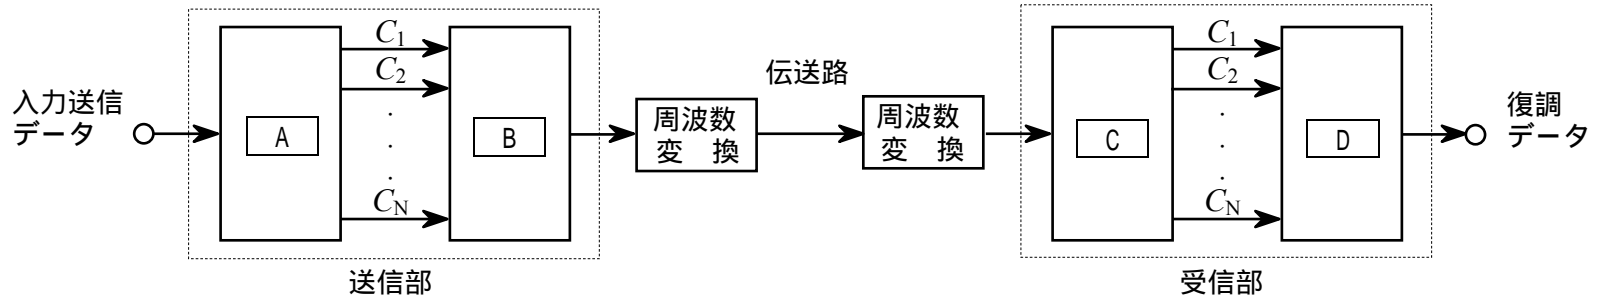 入力送信
データ
A
C1
C2
CN
B
送信部
周波数
変 換
伝送路
周波数
変 換
C
C1
C2
CN
D
受信部
復調
データ